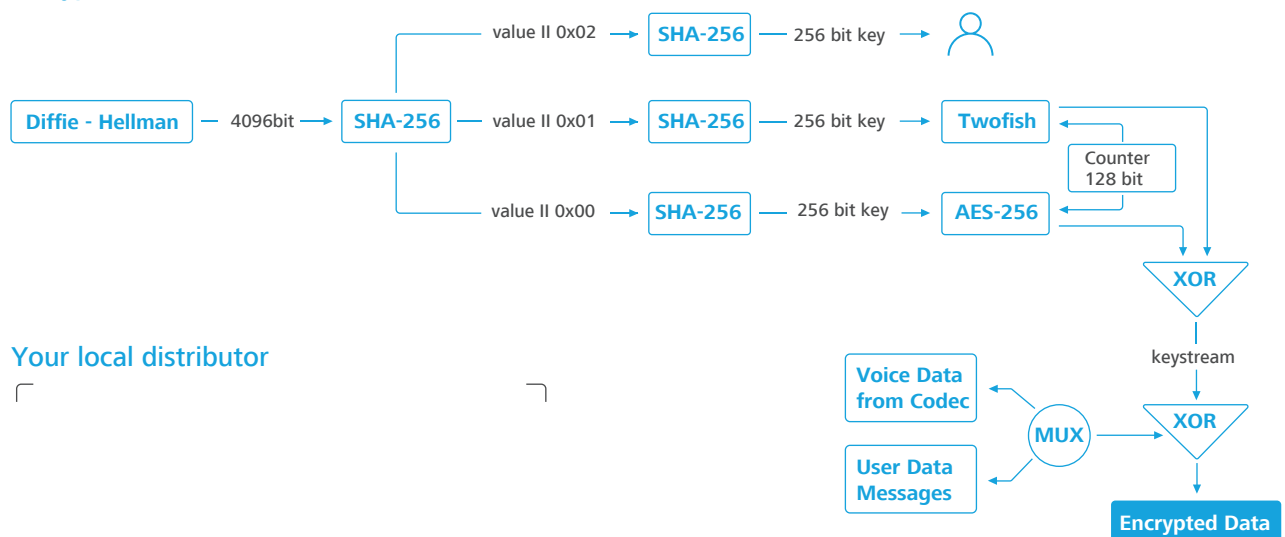 value II 0x02
SHA-256
256 bit key
Diffie - Hellman
4096bit
SHA-256
value II 0x01
SHA-256
256 bit key
Twofish
Counter
128 bit
value II 0x00
SHA-256
256 bit key
AES-256
XOR
Your local distributor
keystream
Voice Data
from Codec
MUX
XOR
User Data
Messages
Encrypted Data